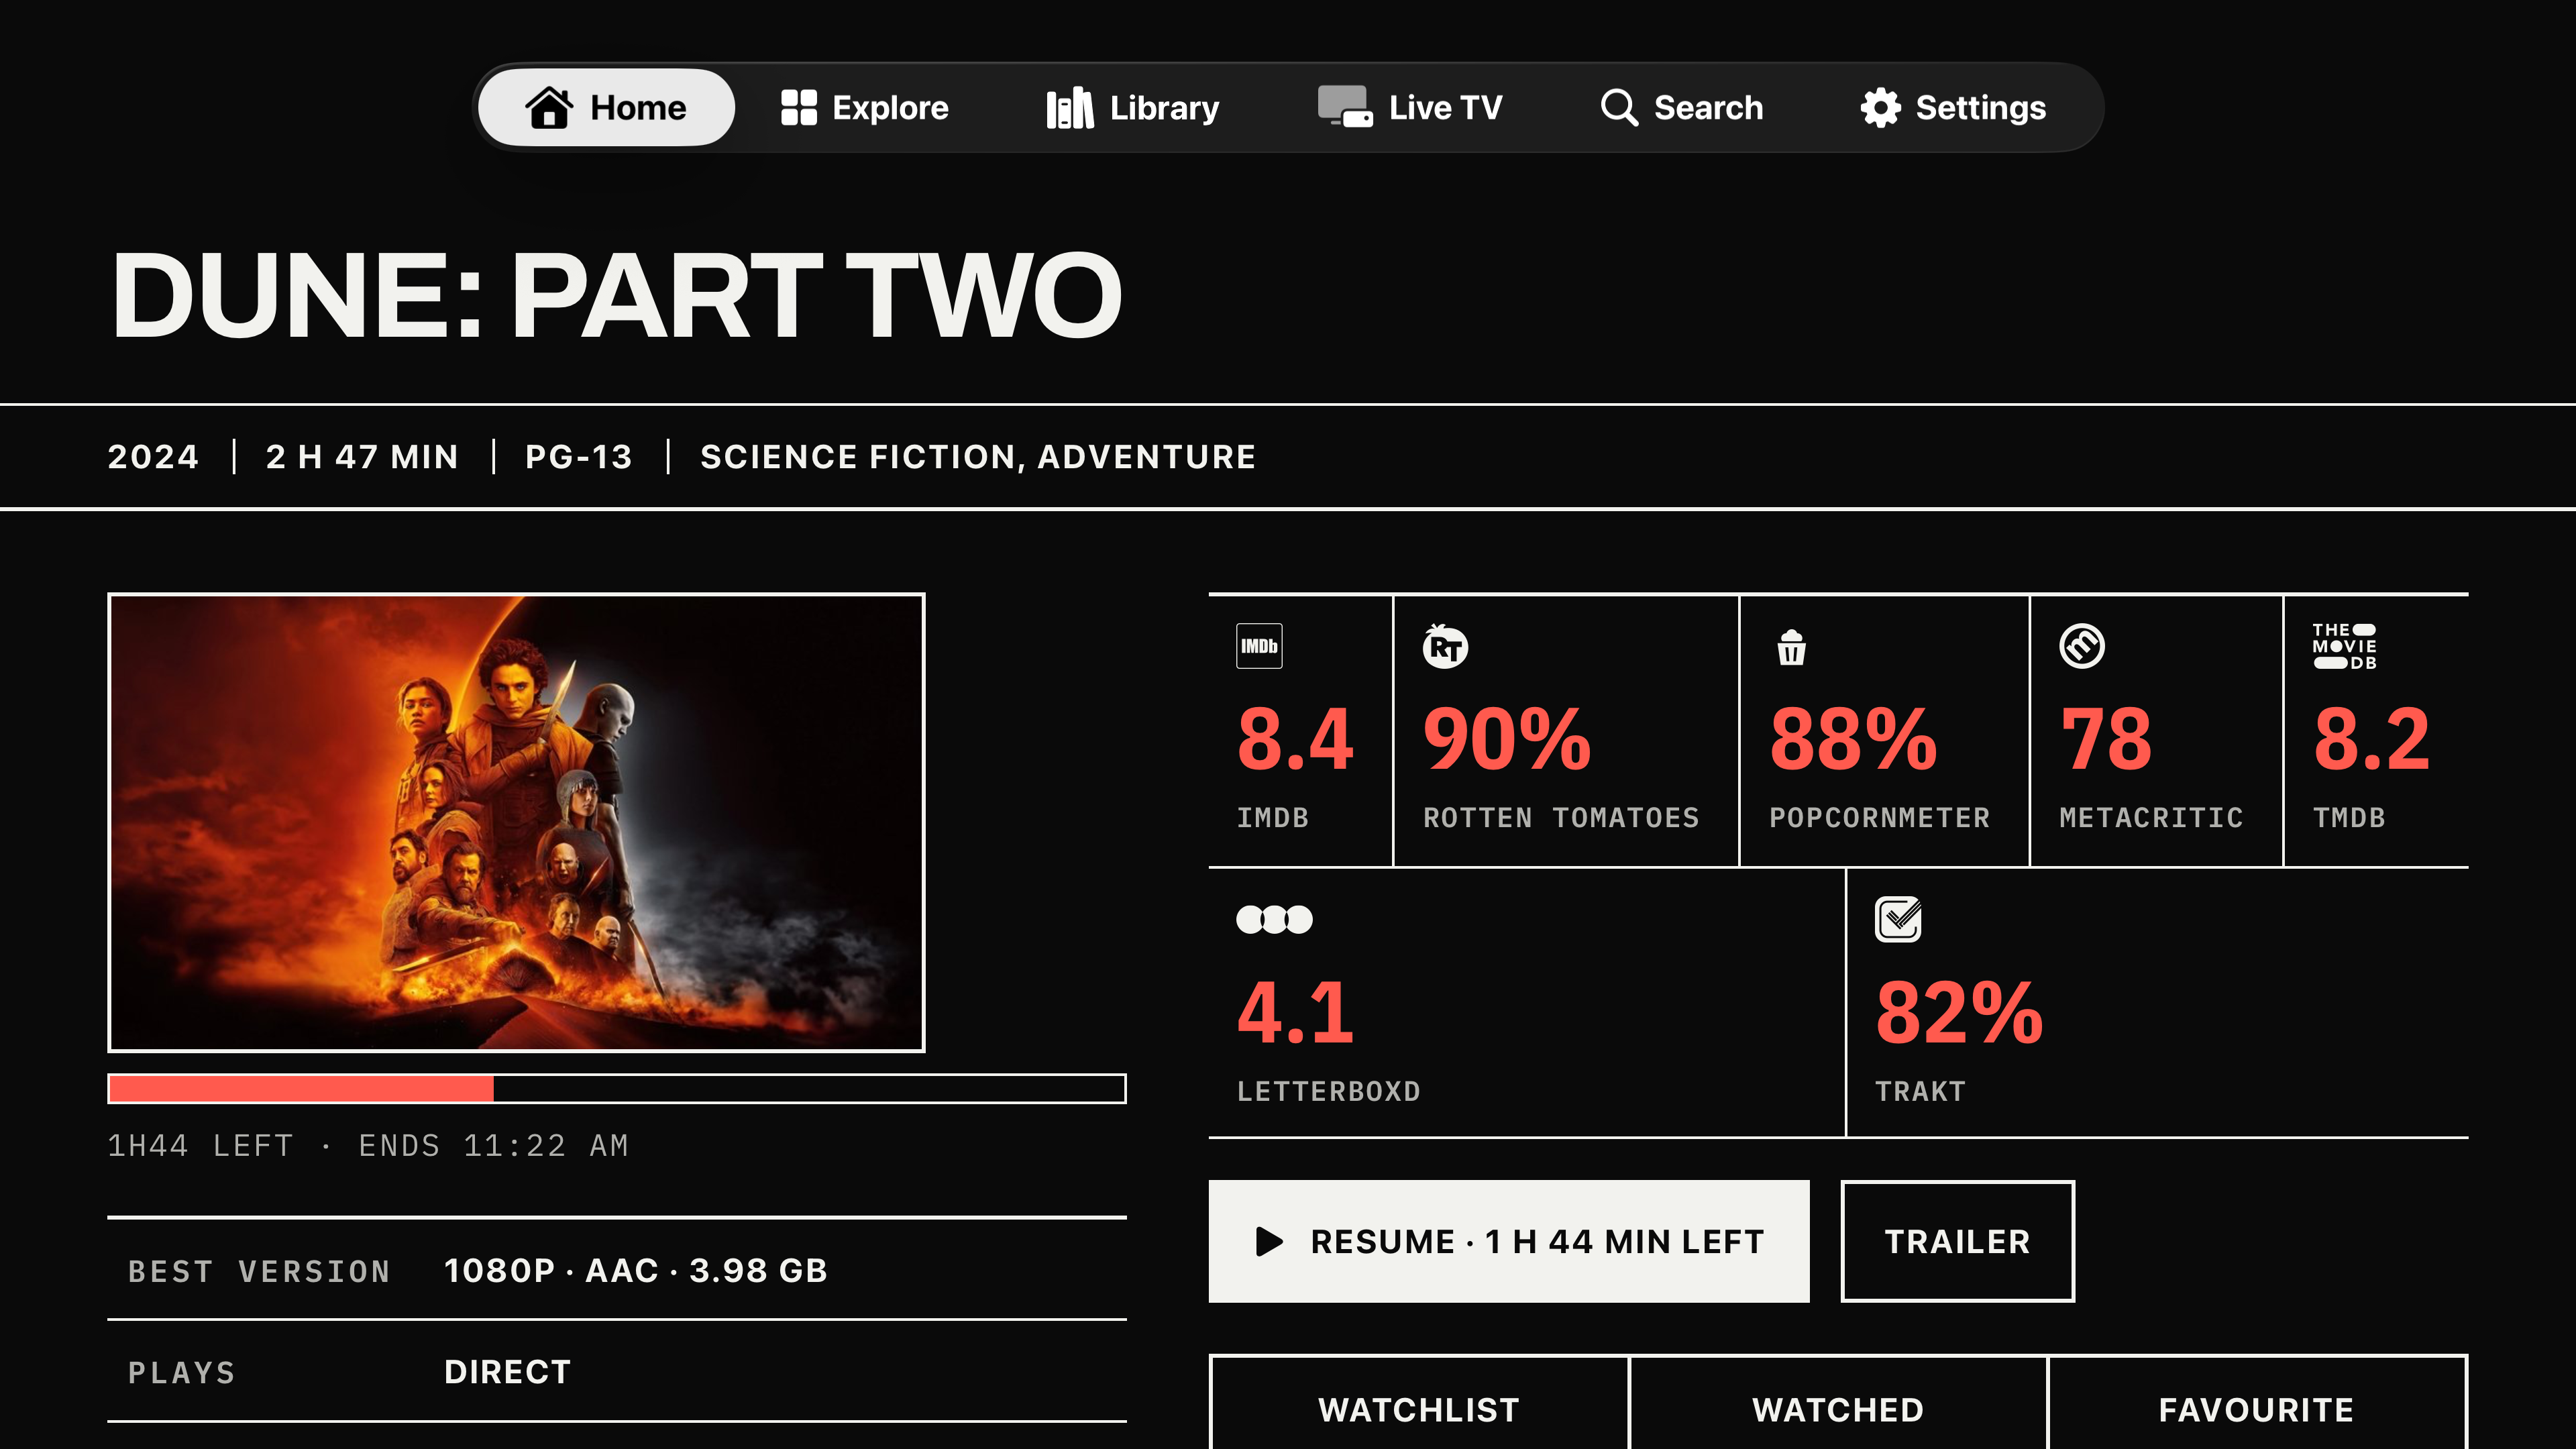 Home
Explore
Library
Live TV
Search
Settings
DUNE: PART TWO
2024
2 H 47 MIN
PG-13
SCIENCE FICTION, ADVENTURE
IMDb
8.4
IMDB
RT
90%
ROTTEN TOMATOES
88%
POPCORNMETER
m
78
METACRITIC
THE
MOVIE
DB
8.2
TMDB
4.1
LETTERBOXD
82%
TRAKT
1H44 LEFT · ENDS 11:22 AM
BEST VERSION
1080P · AAC · 3.98 GB
PLAYS
DIRECT
RESUME · 1 H 44 MIN LEFT
TRAILER
WATCHLIST
WATCHED
FAVOURITE